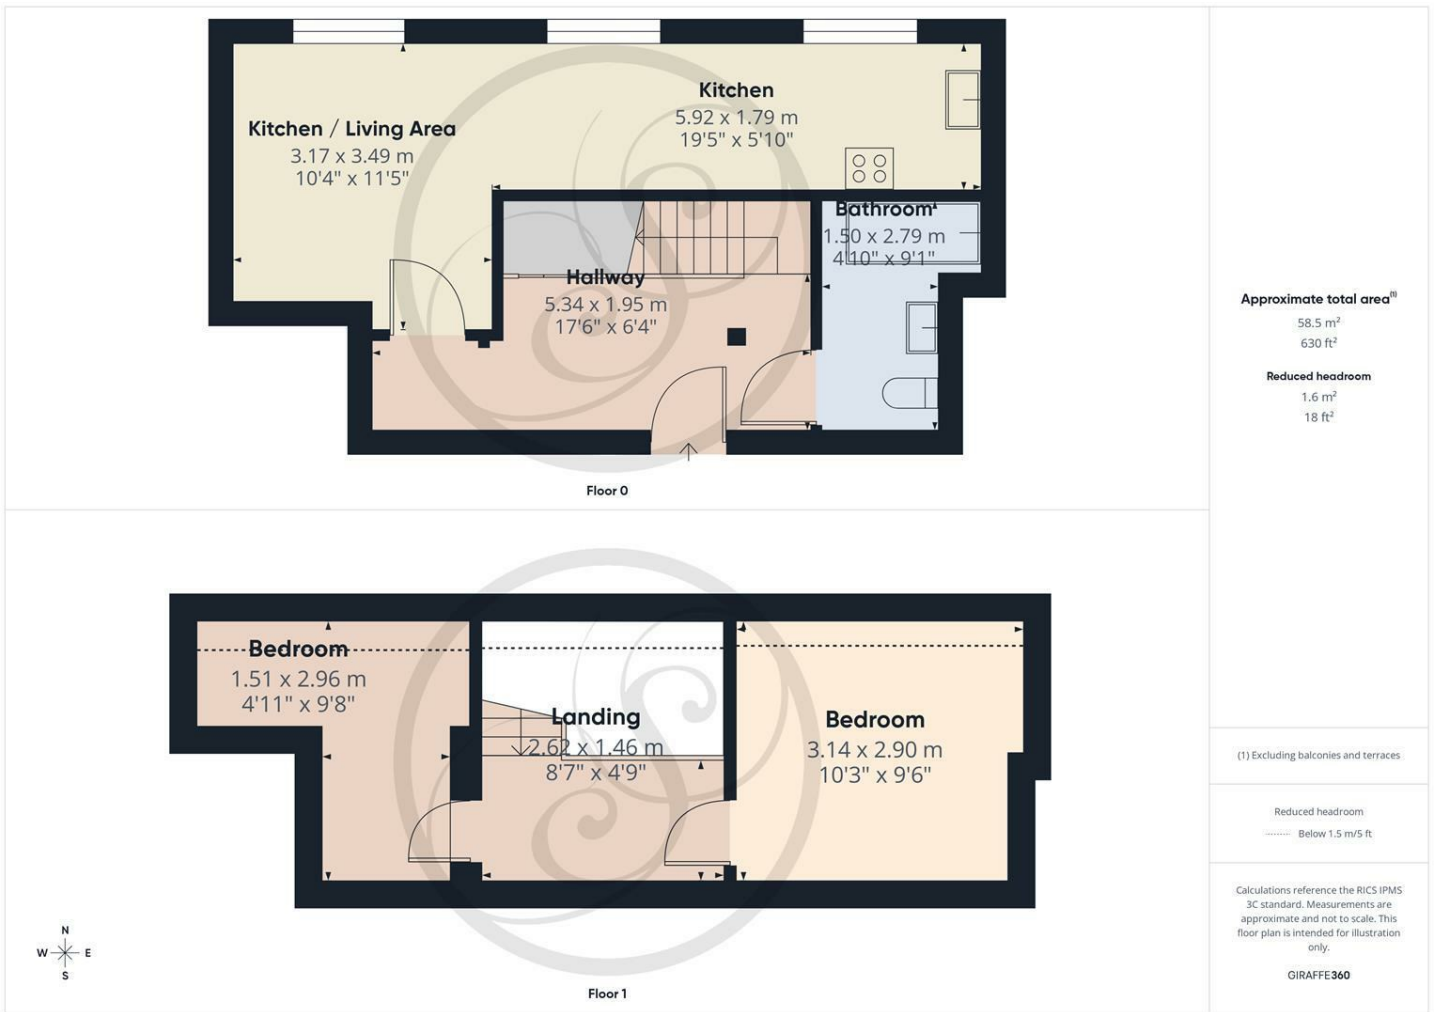 Kitchen / Living Area
3.17 x 3.49 m
10'4" x 11'5"
Kitchen
5.92 x 1.79 m
19'5" x 5'10"
Hallway
5.34 x 1.95 m
17'6" x 6'4"
Bathroom
1.50 x 2.79 m
4'10" x 9'1"
Floor 0
Bedroom
1.51 x 2.96 m
4'11" x 9'8"
Landing
2.62 x 1.46 m
8'7" x 4'9"
Bedroom
3.14 x 2.90 m
10'3" x 9'6"
N
W E
S
Floor 1
Approximate total area(1)
58.5 m²
630 ft²
Reduced headroom
1.6 m²
18 ft²
(1) Excluding balconies and terraces
Reduced headroom
Below 1.5 m/5 ft
Calculations reference the RICS IPMS
3C standard. Measurements are
approximate and not to scale. This
floor plan is intended for illustration
only.
GIRAFFE360